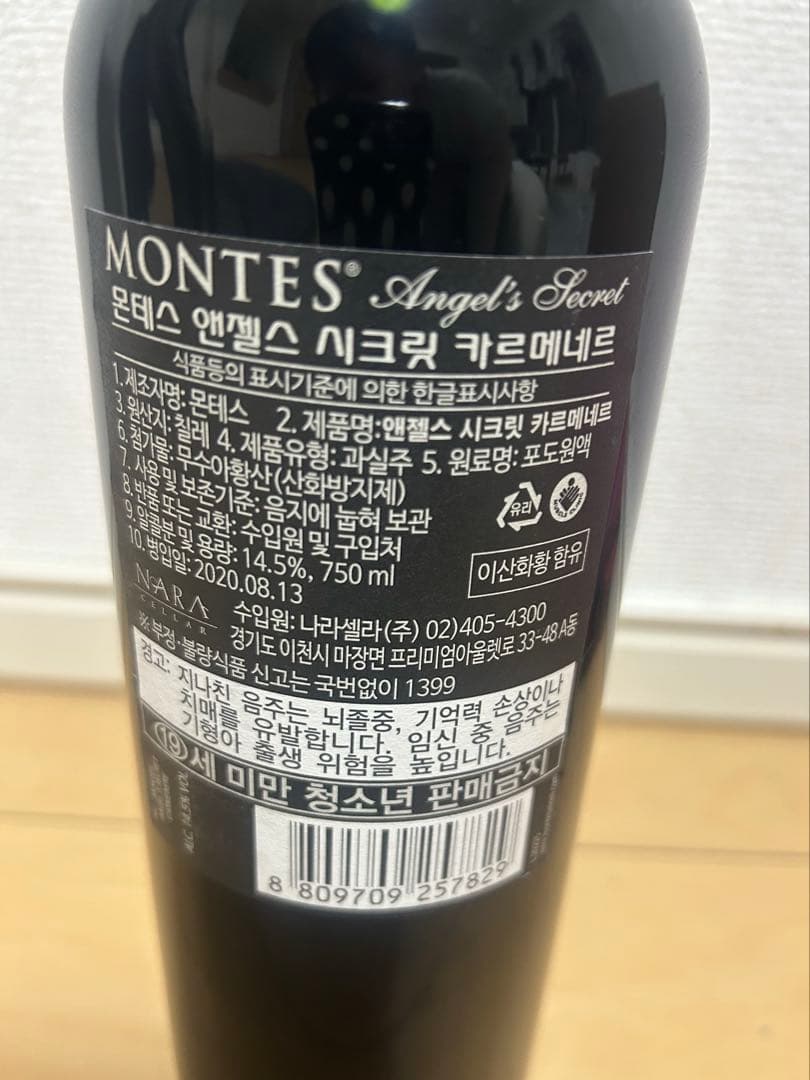 MONTES® Angel's Secret
몬테스 앤젤스 시크릿 카르메네르
식품등의 표시기준에 의한 한글표시사항
1.제조자명: 몬테스 2. 제품명:앤젤스 시크릿 카르메네르
3.원산지: 칠레 4. 제품유형: 과실주 5. 원료명: 포도원액
6. 첨가물: 무수아황산(산화방지제)
7. 사용 및 보존기준: 음지에 눕혀 보관
8. 반품 또는 교환: 수입원 및 구입처
9.알콜분 및 용량: 14.5%, 750 ml
10. 병입일: 2020.08.13
유리
이산화황 함유
NARA
CELLAR
수입원: 나라셀라(주) 02)405-4300
경기도 이천시 마장면 프리미엄아울렛로 33-48 A동
※부정·불량식품 신고는 국번없이 1399
경고: 지나친 음주는 뇌졸중, 기억력 손상이나
치매를 유발합니다. 임신 중 음주는
기형아 출생 위험을 높입니다.
19세 미만 청소년 판매금지
8 809709 257829